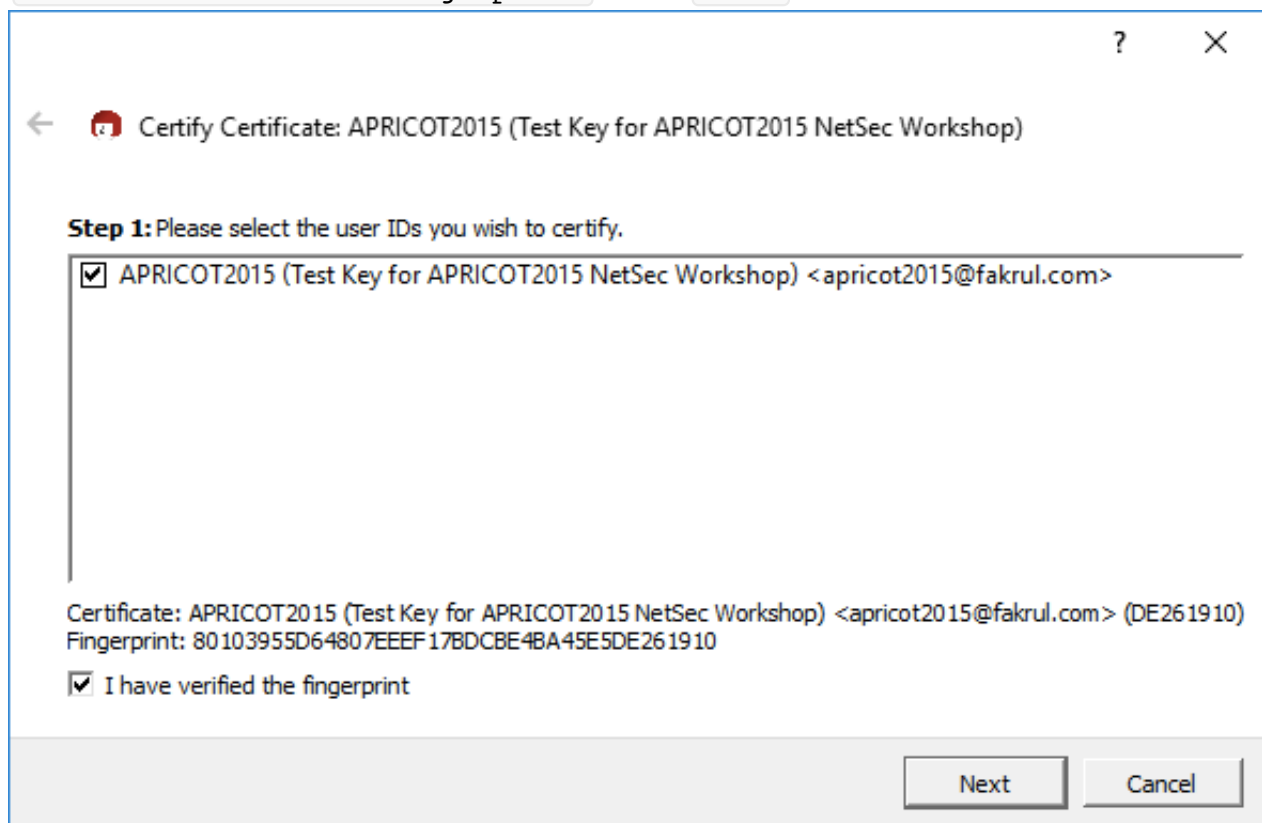 ?
Certify Certificate: APRICOT2015 (Test Key for APRICOT2015 NetSec Workshop)
Step 1: Please select the user IDs you wish to certify.
APRICOT2015 (Test Key for APRICOT2015 NetSec Workshop) <apricot2015@fakrul.com>
Certificate: APRICOT2015 (Test Key for APRICOT2015 NetSec Workshop) <apricot2015@fakrul.com> (DE261910)
Fingerprint: 80103955D64807EEEF17BDCBE4BA45E5DE261910
I have verified the fingerprint
Next Cancel